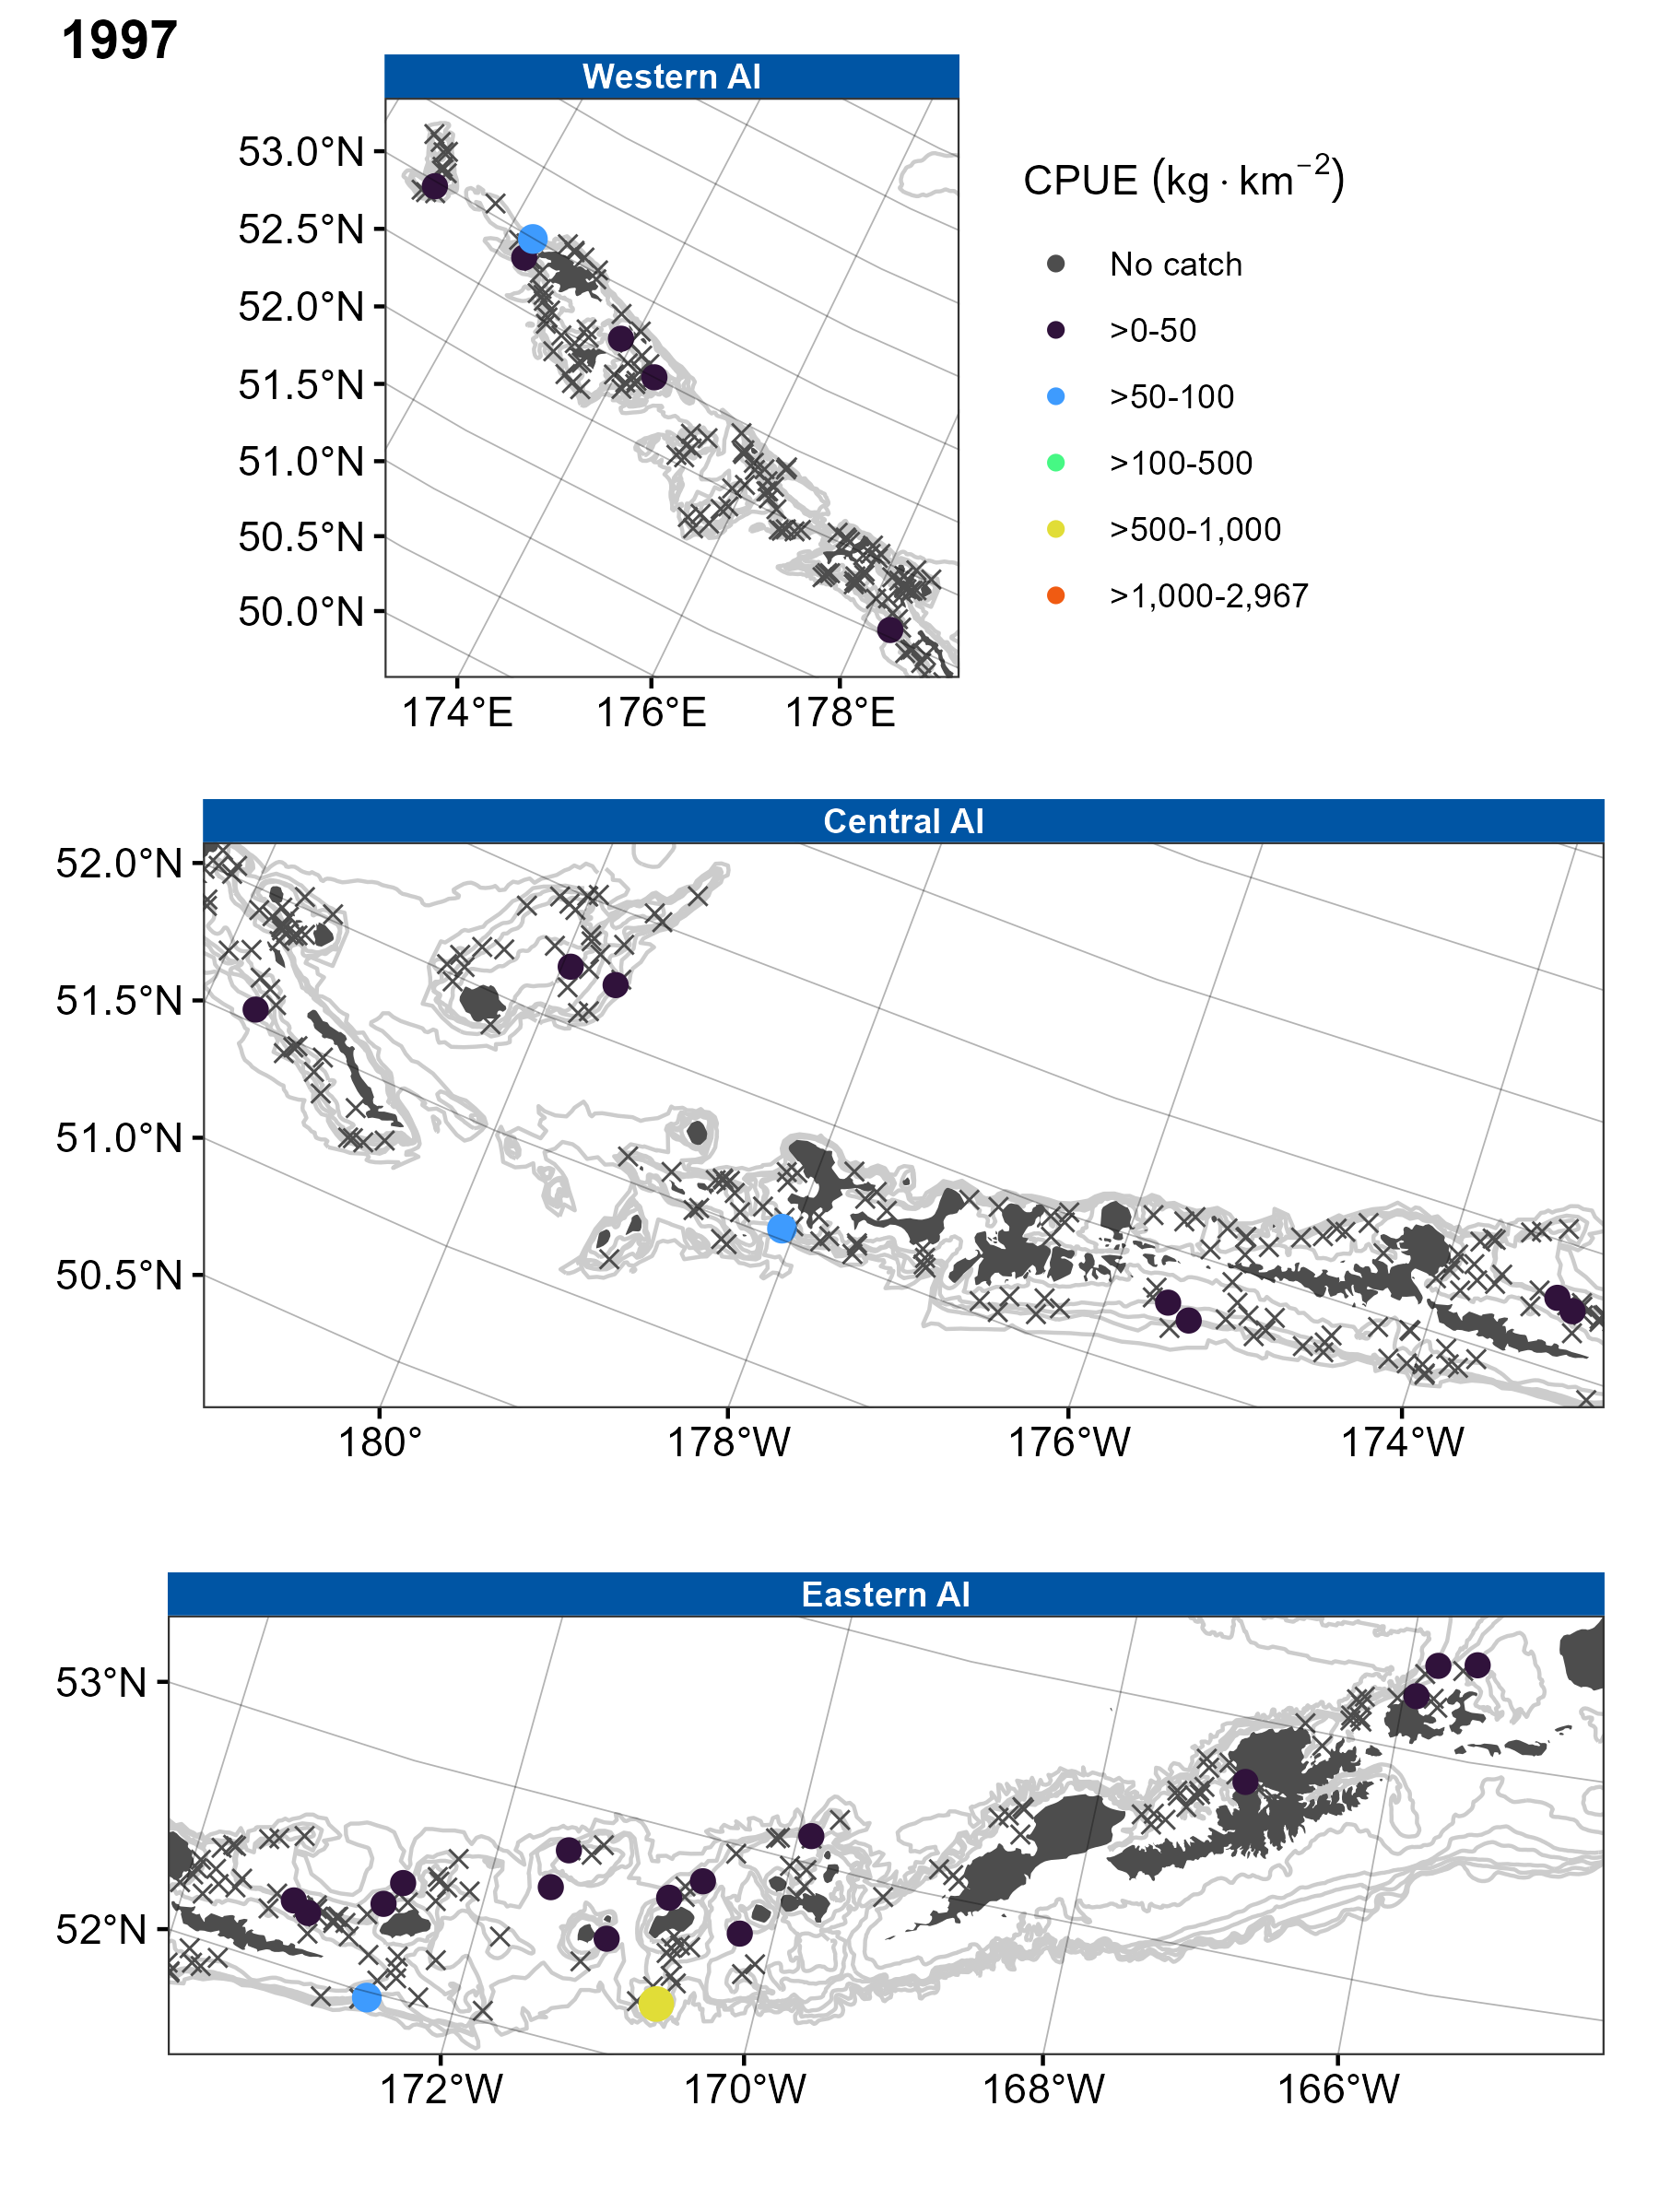 1997
Western AI
53.0°N
52.5°N
52.0°N
51.5°N
51.0°N
50.5°N
50.0°N
174°E 176°E 178°E
CPUE (kg · km⁻²)
No catch
>0-50
>50-100
>100-500
>500-1,000
>1,000-2,967
Central AI
52.0°N
51.5°N
51.0°N
50.5°N
180° 178°W 176°W 174°W
Eastern AI
53°N
52°N
172°W 170°W 168°W 166°W